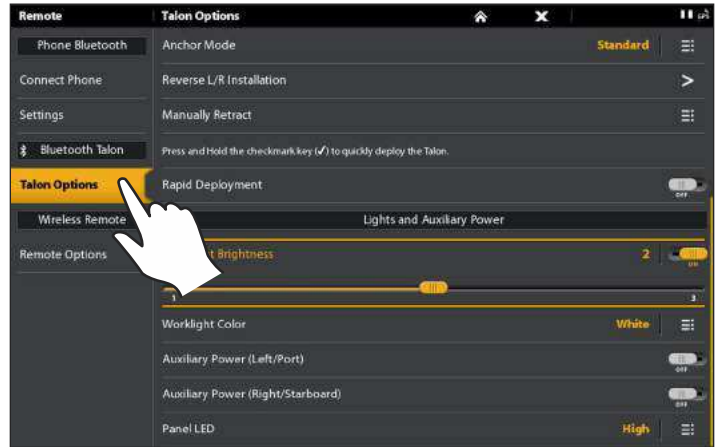 Remote
Talon Options
GPS
Phone Bluetooth
Anchor Mode
Standard
Connect Phone
Reverse L/R Installation
>
Settings
Manually Retract
Bluetooth Talon
Press and Hold the checkmark key (✓) to quickly deploy the Talon.
Talon Options
Rapid Deployment
OFF
Wireless Remote
Lights and Auxiliary Power
Remote Options
t Brightness
2
ON
1
3
Worklight Color
White
Auxiliary Power (Left/Port)
OFF
Auxiliary Power (Right/Starboard)
OFF
Panel LED
High